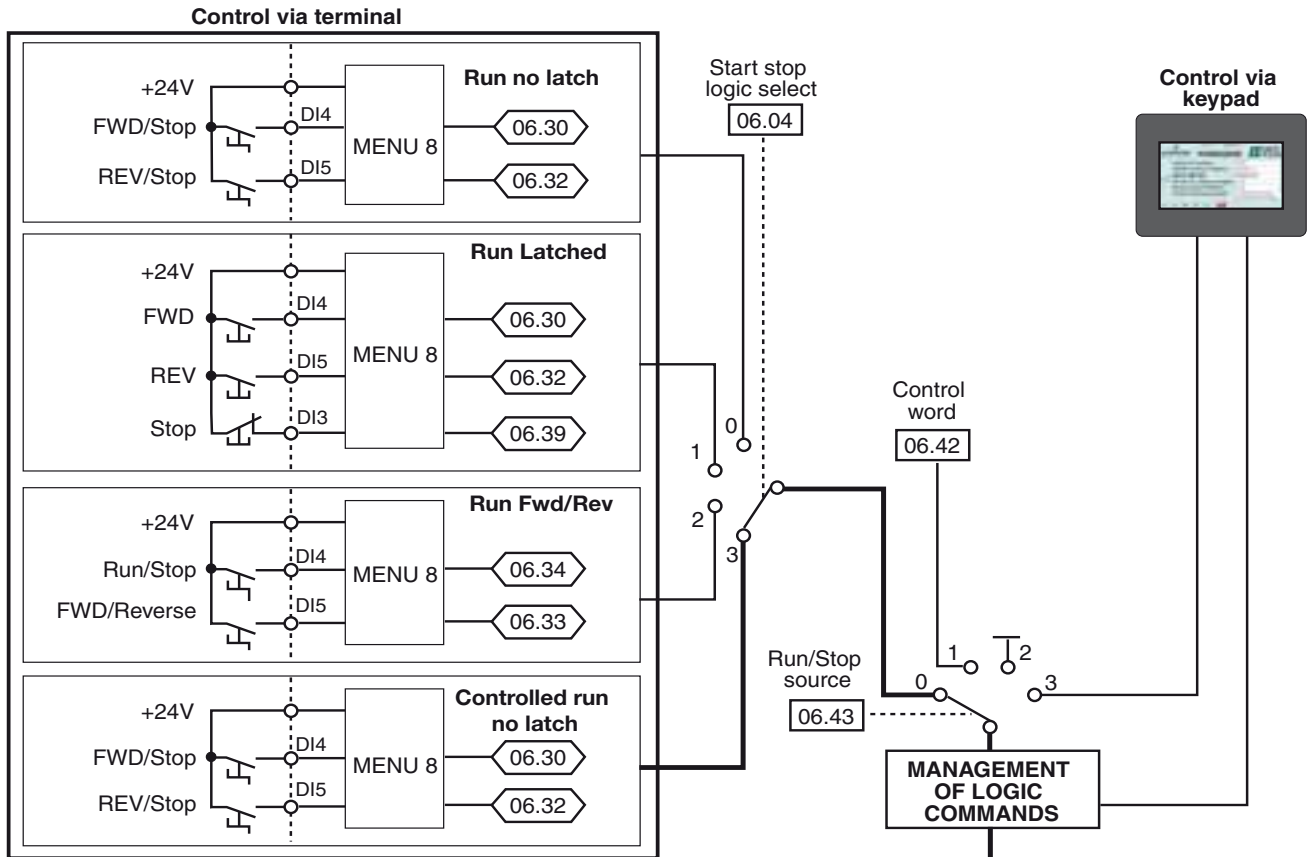 Control via terminal
Run no latch
+24V
FWD/Stop
DI4
REV/Stop
DI5
MENU 8
06.30
06.32
Run Latched
+24V
FWD
DI4
REV
DI5
Stop
DI3
MENU 8
06.30
06.32
06.39
Run Fwd/Rev
+24V
Run/Stop
DI4
FWD/Reverse
DI5
MENU 8
06.34
06.33
Controlled run
no latch
+24V
FWD/Stop
DI4
REV/Stop
DI5
MENU 8
06.30
06.32
Start stop
logic select
06.04
0
1
2
3
Control
word
06.42
Run/Stop
source
06.43
0
1
2
3
Control via
keypad
MANAGEMENT
OF LOGIC
COMMANDS